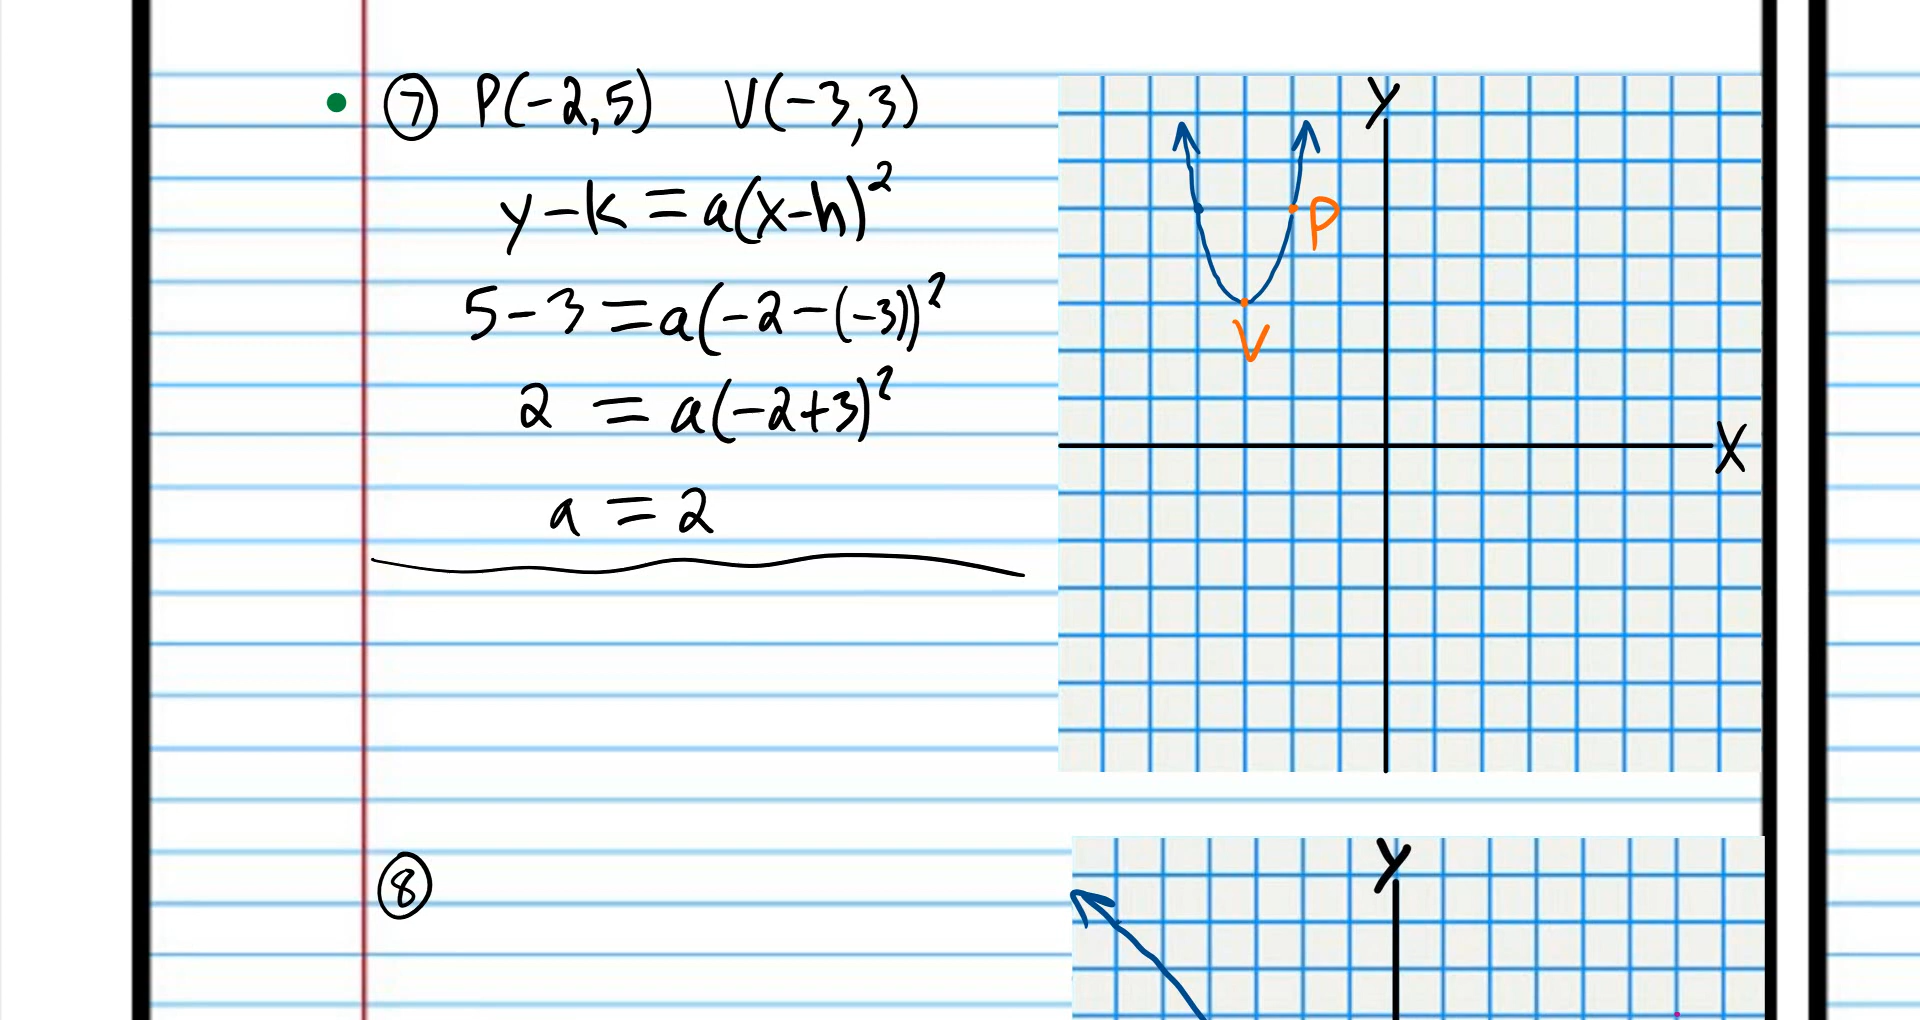 ⑦ P(-2,5) V(-3,3)
y-k=a(x-h)²
5-3=a(-2-(-3))²
2 = a(-2+3)²
a = 2
Y
P
V
X
⑧
Y